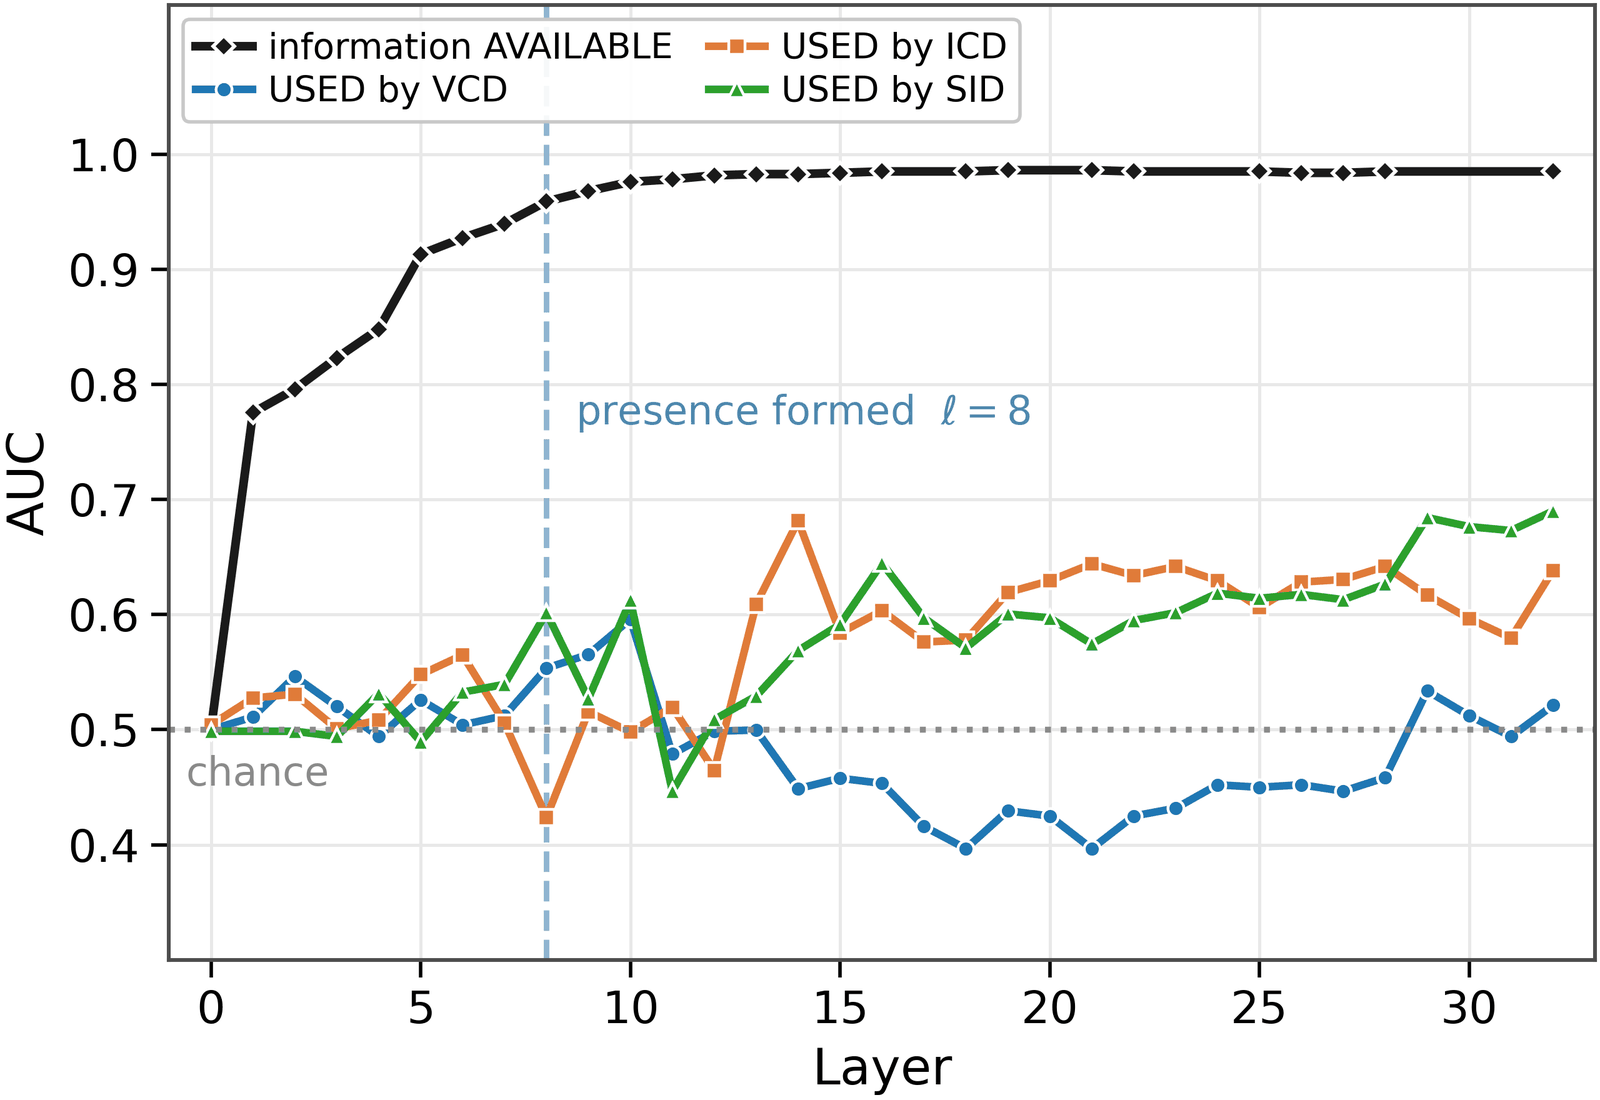 information AVAILABLE
USED by VCD
USED by ICD
USED by SID
1.0
0.9
0.8
0.7
0.6
0.5
0.4
AUC
presence formed ℓ = 8
chance
0 5 10 15 20 25 30
Layer